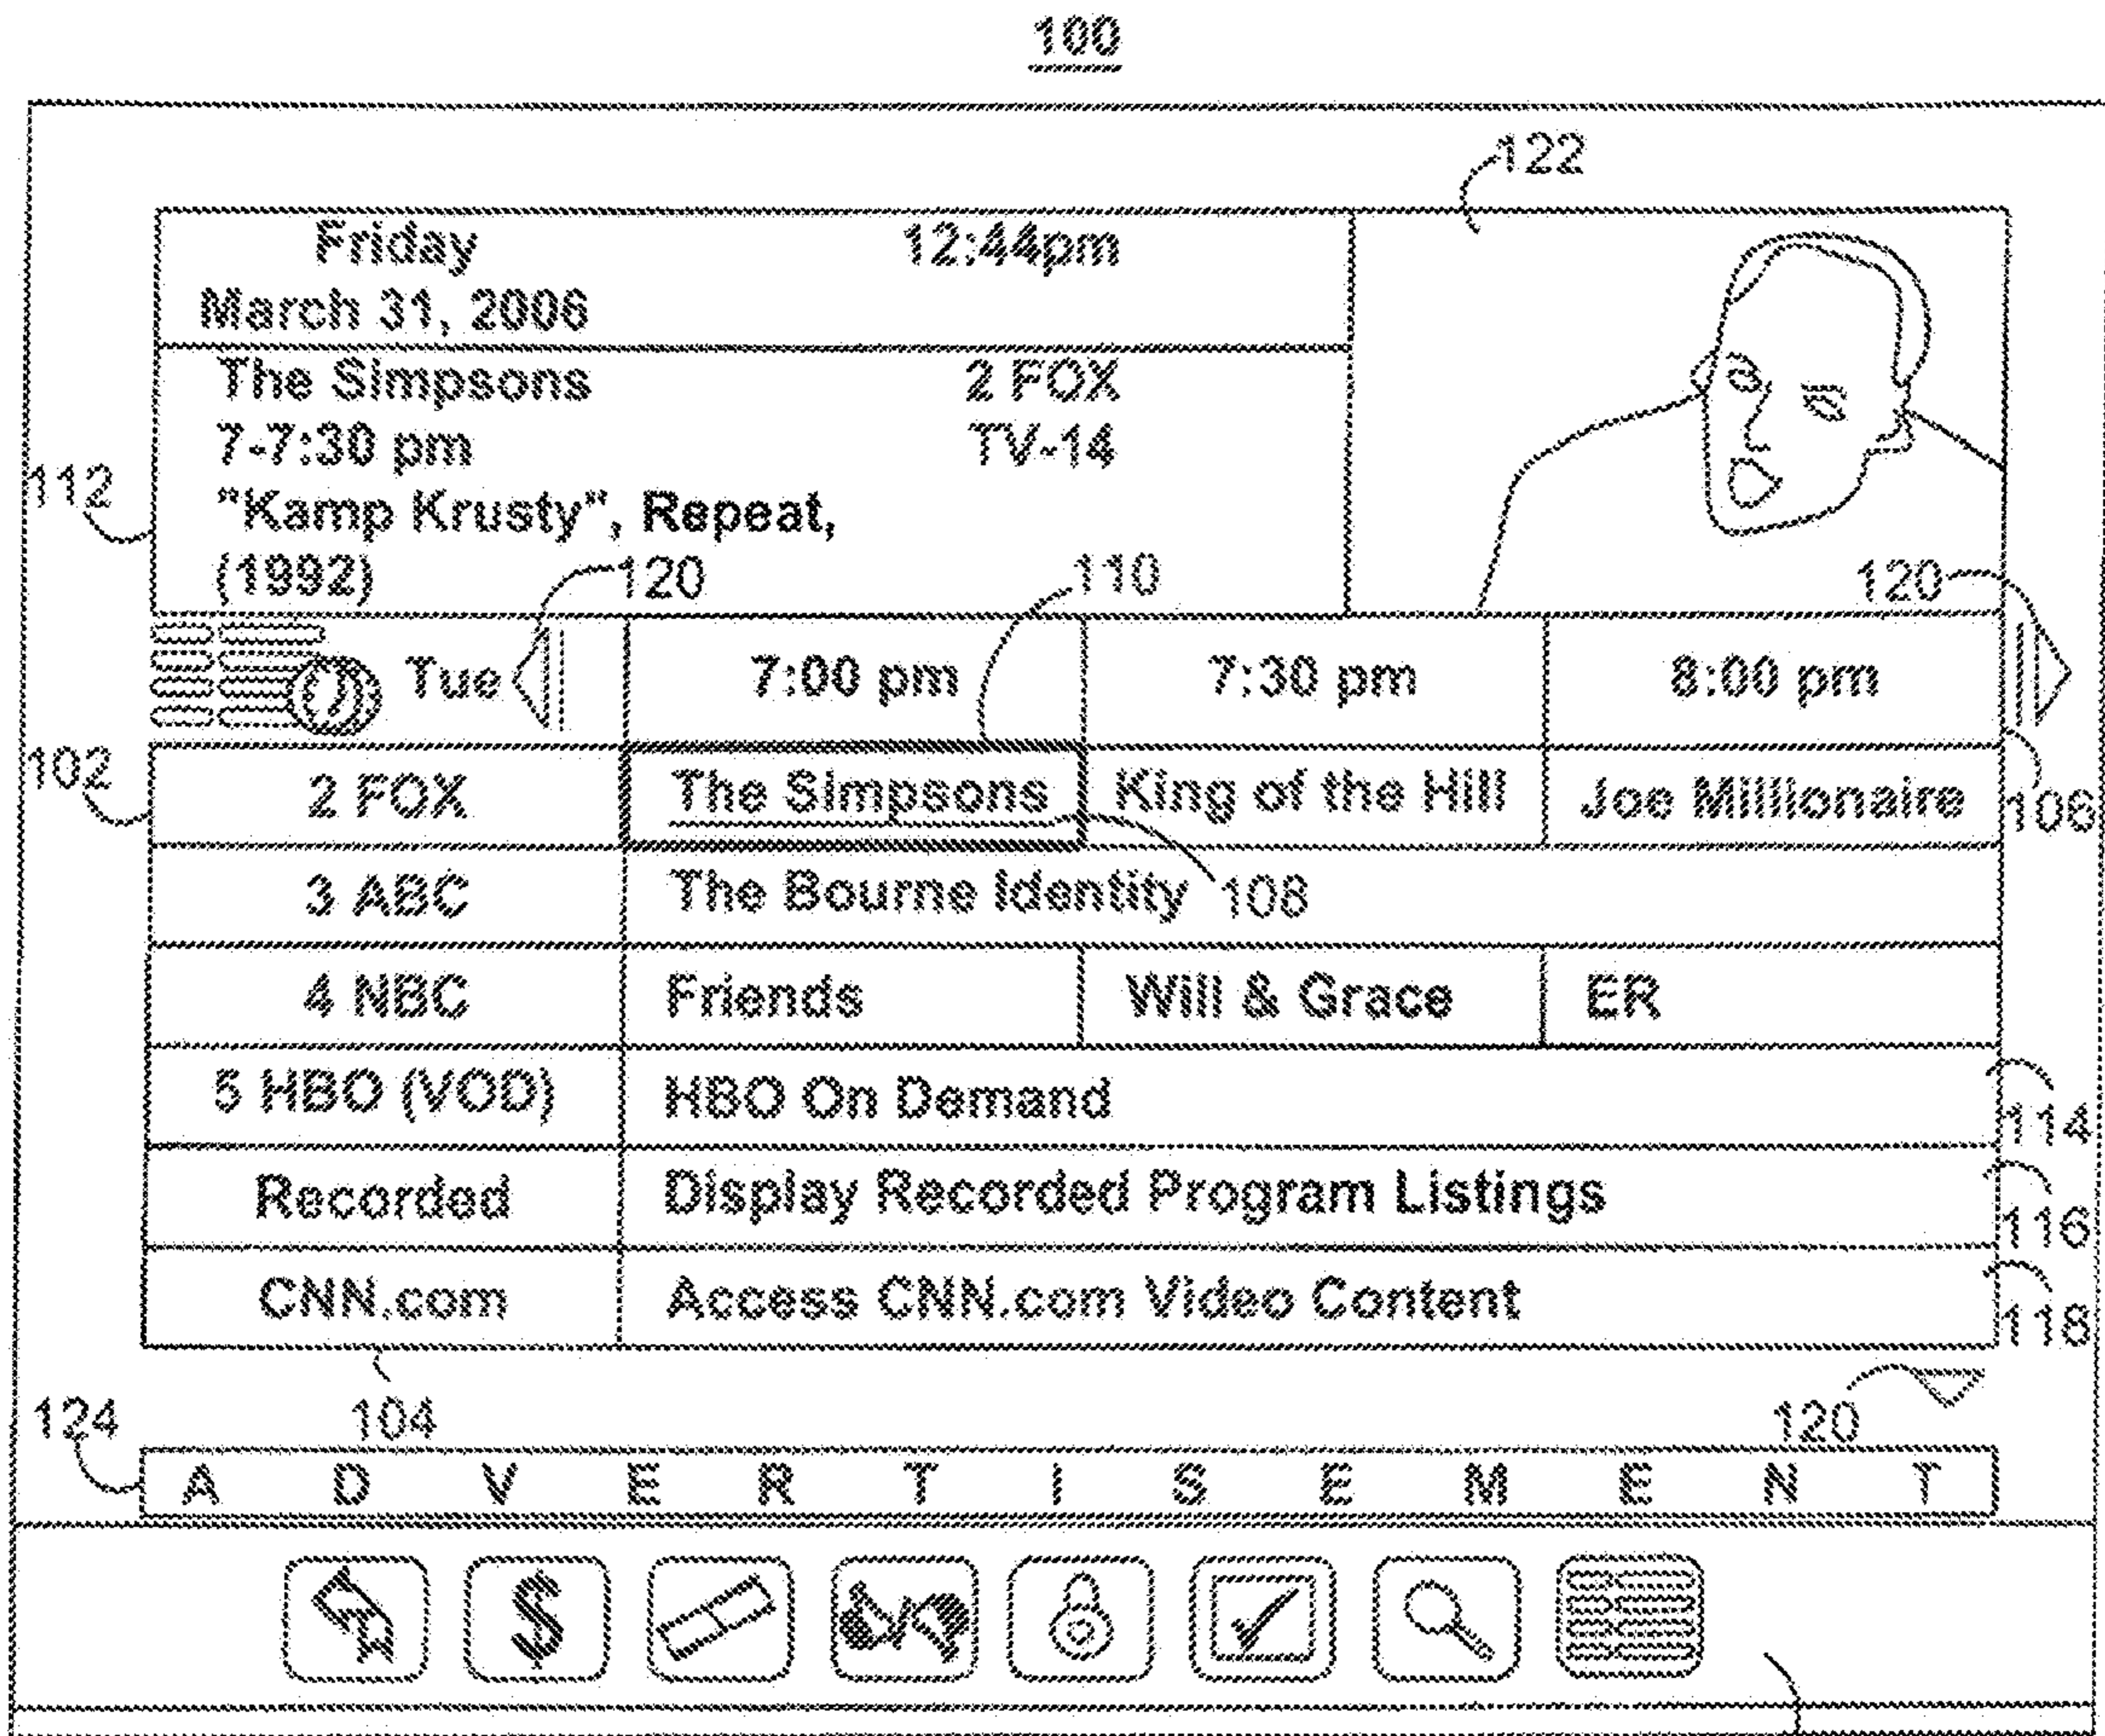 100
122
Friday 12:44pm
March 31, 2006
The Simpsons 2 FOX
7-7:30 pm TV-14
112
"Kamp Krusty", Repeat,
(1992) 120 110 120
Tue 7:00 pm 7:30 pm 8:00 pm
102
2 FOX The Simpsons King of the Hill Joe Millionaire 106
3 ABC The Bourne Identity 108
4 NBC Friends Will & Grace ER
5 HBO (VOD) HBO On Demand 114
Recorded Display Recorded Program Listings 116
CNN.com Access CNN.com Video Content 118
124 104 120
A D V E R T I S E M E N T
$